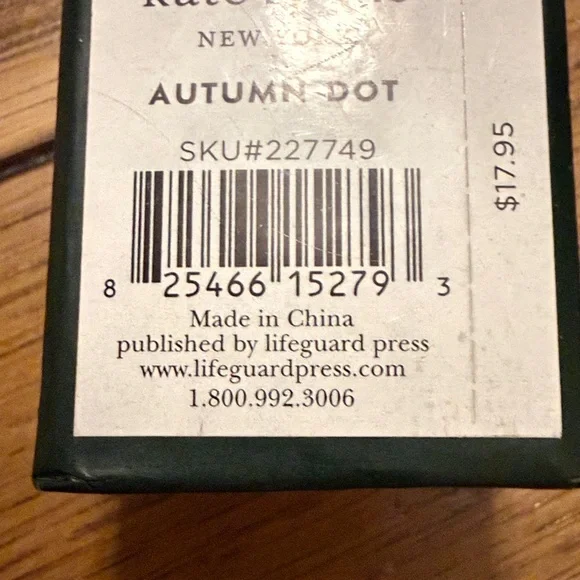 NEW YORK
AUTUMN DOT
SKU#227749
8 25466 15279 3
Made in China
published by lifeguard press
www.lifeguardpress.com
1.800.992.3006
$17.95